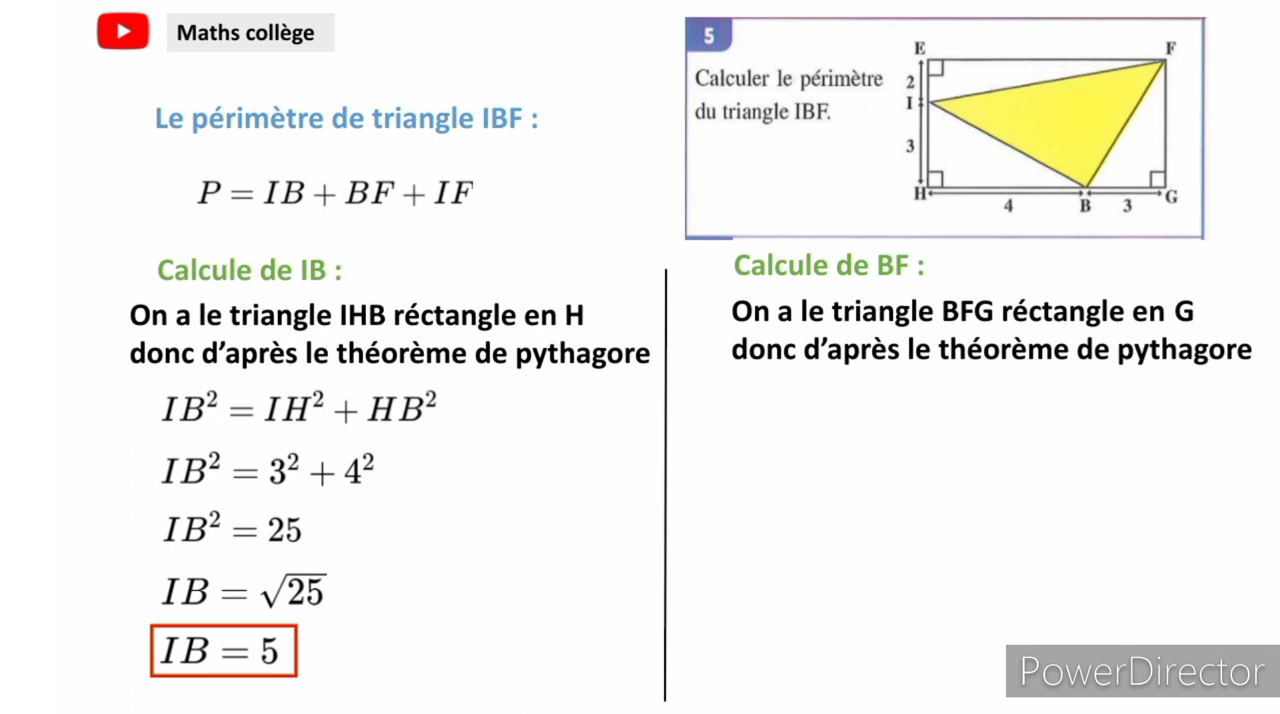 Maths collège
Le périmètre de triangle IBF :
P = IB + BF + IF
5
Calculer le périmètre
du triangle IBF.
E
F
2
I
3
H
4
B
3
G
Calcule de IB :
On a le triangle IHB réctangle en H
donc d’après le théorème de pythagore
IB² = IH² + HB²
IB² = 3² + 4²
IB² = 25
IB = √25
IB = 5
Calcule de BF :
On a le triangle BFG réctangle en G
donc d’après le théorème de pythagore
PowerDirector